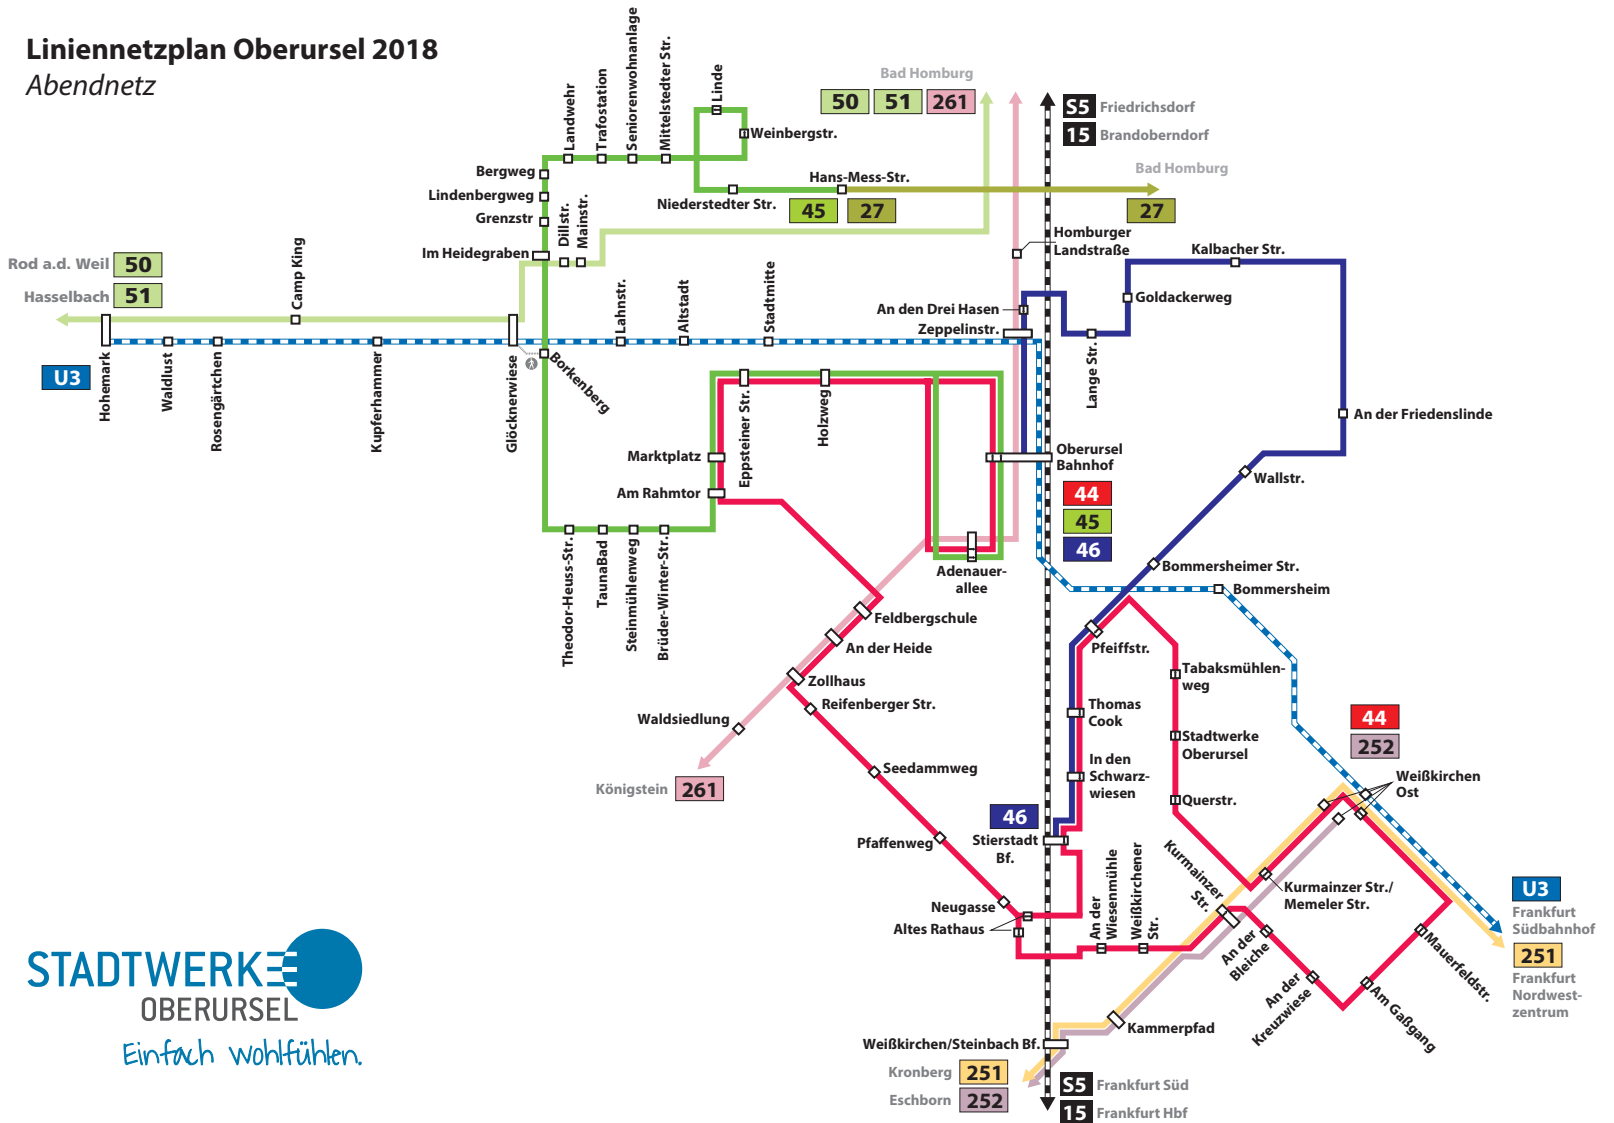 Liniennetzplan Oberursel 2018
Abendnetz
Landwehr
Trafostation
Seniorenwohnanlage
Mittelstedter Str.
Linde
Weinbergstr.
Bad Homburg
50
51
261
S5
Friedrichsdorf
15
Brandoberndorf
Bad Homburg
27
Bergweg
Lindenbergweg
Grenzstr
Im Heidegraben
Dillstr.
Mainstr.
Niederstedter Str.
Hans-Mess-Str.
45
27
Homburger
Landstraße
Kalbacher Str.
Goldackerweg
Rod a.d. Weil
50
Hasselbach
51
Camp King
Lahnstr.
Altstadt
Stadtmitte
An den Drei Hasen
Zeppelinstr.
Lange Str.
U3
Hohemark
Waldlust
Rosengärtchen
Kupferhammer
Glöcknerwiese
Borkenberg
Eppsteiner Str.
Holzweg
An der Friedenslinde
Marktplatz
Am Rahmtor
Oberursel
Bahnhof
44
45
46
Wallstr.
Theodor-Heuss-Str.
TaunaBad
Steinmühlenweg
Brüder-Winter-Str.
Adenauer-
allee
Bommersheimer Str.
Bommersheim
Feldbergschule
An der Heide
Zollhaus
Reifenberger Str.
Waldsiedlung
Königstein
261
Pfeiffstr.
Tabaksmühlen-
weg
Thomas
Cook
Stadtwerke
Oberursel
In den
Schwarz-
wiesen
Querstr.
44
252
Weißkirchen
Ost
Seedammweg
Pfaffenweg
46
Stierstadt
Bf.
Neugasse
Altes Rathaus
An der
Wiesenmühle
Weißkirchener
Str.
Kurmainzer
Str.
Kurmainzer Str./
Memeler Str.
An der
Bleiche
An der
Kreuzwiese
Am Gaßgang
Mauerfeldstr.
U3
Frankfurt
Südbahnhof
251
Frankfurt
Nordwest-
zentrum
Kammerpfad
Weißkirchen/Steinbach Bf.
Kronberg
251
Eschborn
252
S5
Frankfurt Süd
15
Frankfurt Hbf
STADTWERKE
OBERURSEL
Einfach wohlfühlen.